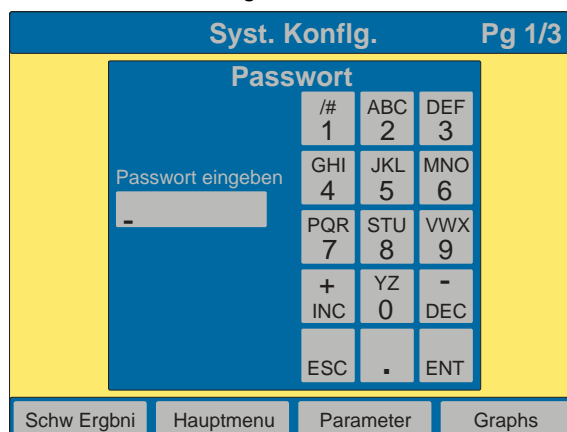 Syst. Konflg. Pg 1/3
Passwort
/# ABC DEF
1 2 3
GHI JKL MNO
4 5 6
Passwort eingeben
_
PQR STU VWX
7 8 9
+ YZ -
INC 0 DEC
ESC . ENT
Schw Ergbni Hauptmenu Parameter Graphs